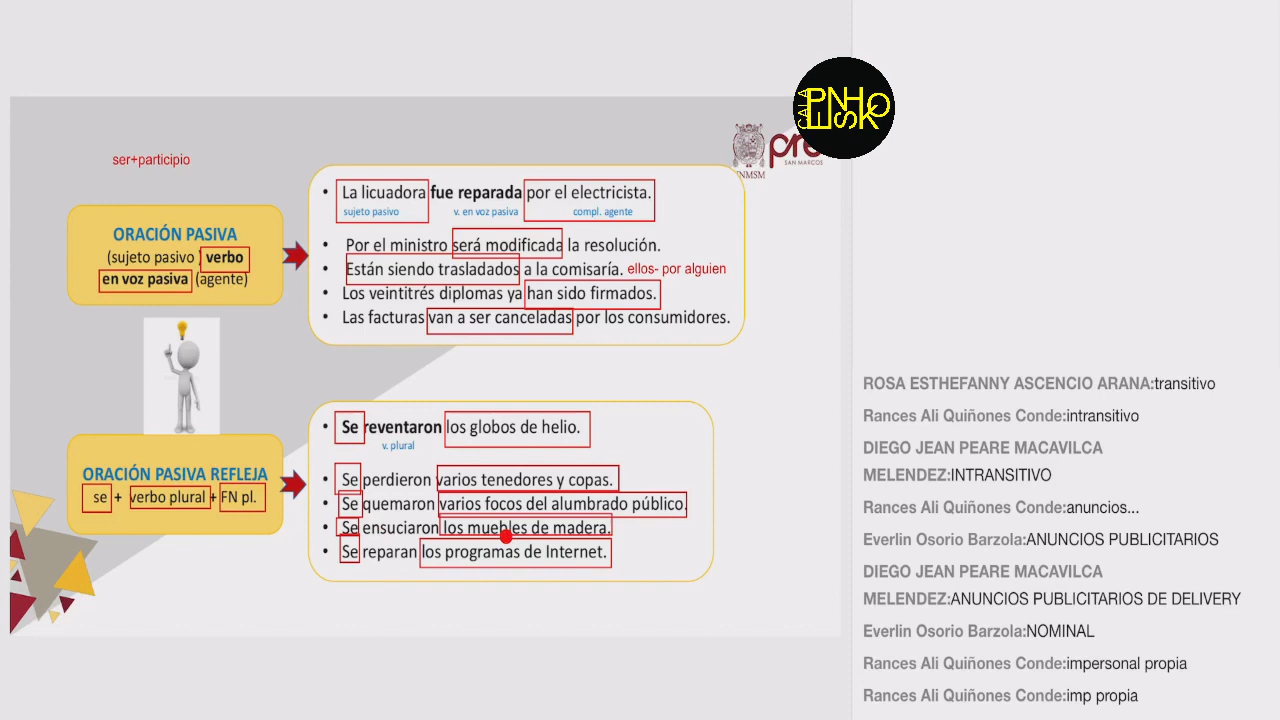 CALA
PNHO
ESK
pre
SAN MARCOS
UNMSM
ser+participio
ORACIÓN PASIVA
(sujeto pasivo verbo
en voz pasiva (agente)
• La licuadora fue reparada por el electricista.
sujeto pasivo v. en voz pasiva compl. agente
• Por el ministro será modificada la resolución.
• Están siendo trasladados a la comisaría. ellos- por alguien
• Los veintitrés diplomas ya han sido firmados.
• Las facturas van a ser canceladas por los consumidores.
ORACIÓN PASIVA REFLEJA
se + verbo plural + FN pl.
• Se reventaron los globos de helio.
v. plural
• Se perdieron varios tenedores y copas.
• Se quemaron varios focos del alumbrado público.
• Se ensuciaron los muebles de madera.
• Se reparan los programas de Internet.
ROSA ESTHEFANNY ASCENCIO ARANA:transitivo
Rances Ali Quiñones Conde:intransitivo
DIEGO JEAN PEARE MACAVILCA
MELENDEZ:INTRANSITIVO
Rances Ali Quiñones Conde:anuncios...
Everlin Osorio Barzola:ANUNCIOS PUBLICITARIOS
DIEGO JEAN PEARE MACAVILCA
MELENDEZ:ANUNCIOS PUBLICITARIOS DE DELIVERY
Everlin Osorio Barzola:NOMINAL
Rances Ali Quiñones Conde:impersonal propia
Rances Ali Quiñones Conde:imp propia